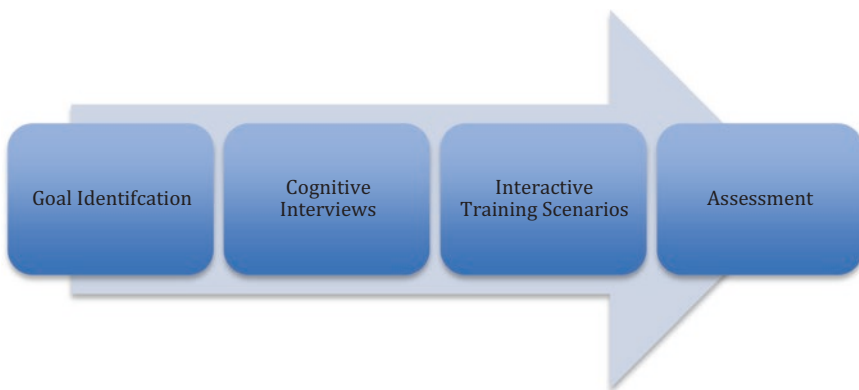 Goal Identifcation
Cognitive
Interviews
Interactive
Training Scenarios
Assessment